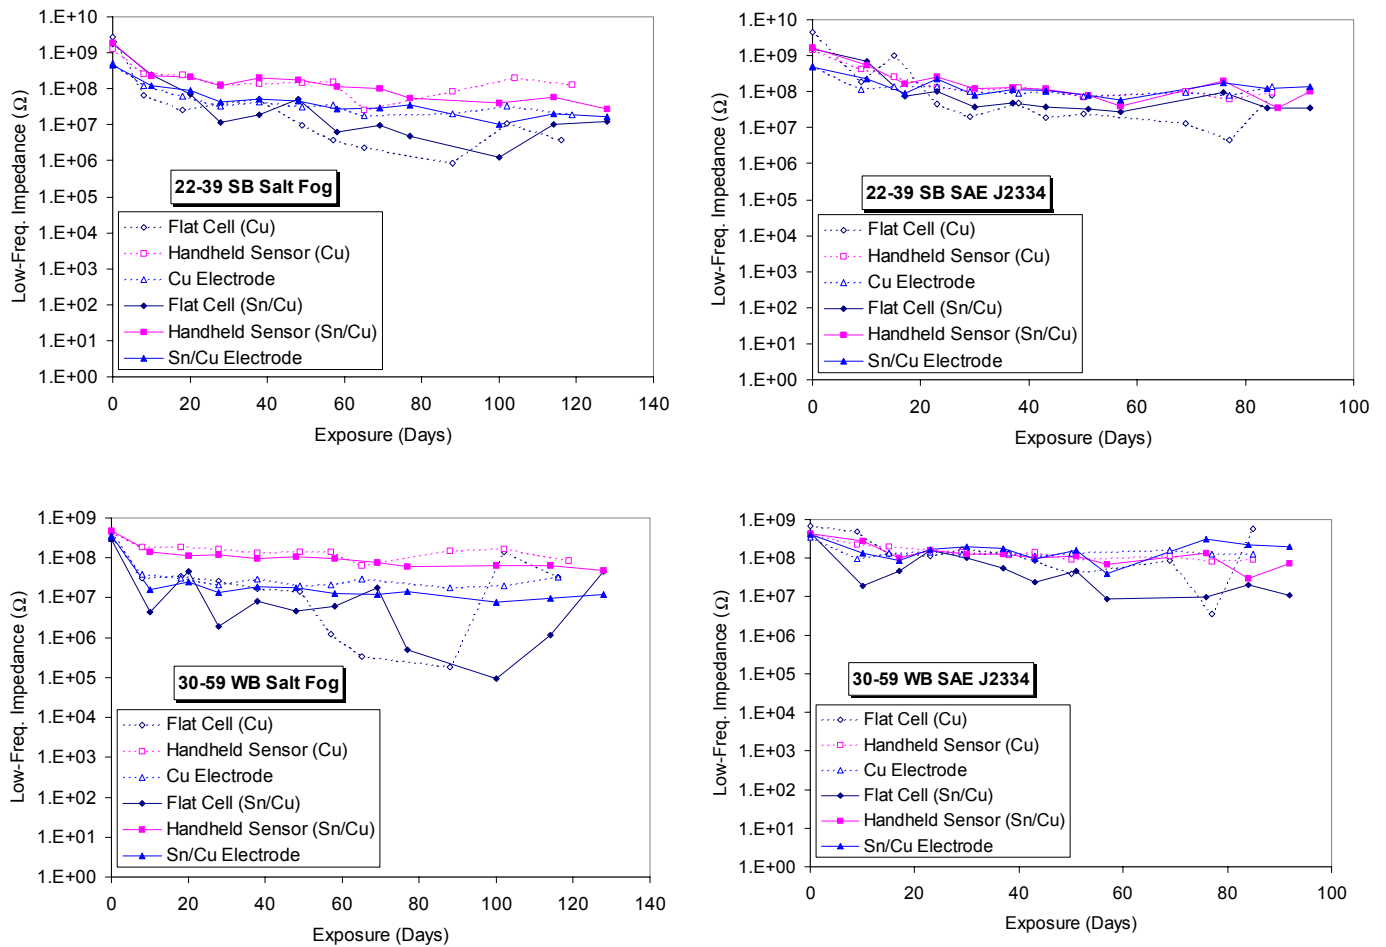 1.E+10
1.E+09
1.E+08
1.E+07
1.E+06
1.E+05
1.E+04
1.E+03
1.E+02
1.E+01
1.E+00
Low-Freq. Impedance (Ω)
22-39 SB Salt Fog
Flat Cell (Cu)
Handheld Sensor (Cu)
Cu Electrode
Flat Cell (Sn/Cu)
Handheld Sensor (Sn/Cu)
Sn/Cu Electrode
0 20 40 60 80 100 120 140
Exposure (Days)
1.E+10
1.E+09
1.E+08
1.E+07
1.E+06
1.E+05
1.E+04
1.E+03
1.E+02
1.E+01
1.E+00
Low-Freq. Impedance (Ω)
22-39 SB SAE J2334
Flat Cell (Cu)
Handheld Sensor (Cu)
Cu Electrode
Flat Cell (Sn/Cu)
Handheld Sensor (Sn/Cu)
Sn/Cu Electrode
0 20 40 60 80 100
Exposure (Days)
1.E+09
1.E+08
1.E+07
1.E+06
1.E+05
1.E+04
1.E+03
1.E+02
1.E+01
1.E+00
Low-Freq. Impedance (Ω)
30-59 WB Salt Fog
Flat Cell (Cu)
Handheld Sensor (Cu)
Cu Electrode
Flat Cell (Sn/Cu)
Handheld Sensor (Sn/Cu)
Sn/Cu Electrode
0 20 40 60 80 100 120 140
Exposure (Days)
1.E+09
1.E+08
1.E+07
1.E+06
1.E+05
1.E+04
1.E+03
1.E+02
1.E+01
1.E+00
Low-Freq. Impedance (Ω)
30-59 WB SAE J2334
Flat Cell (Cu)
Handheld Sensor (Cu)
Cu Electrode
Flat Cell (Sn/Cu)
Handheld Sensor (Sn/Cu)
Sn/Cu Electrode
0 20 40 60 80 100
Exposure (Days)